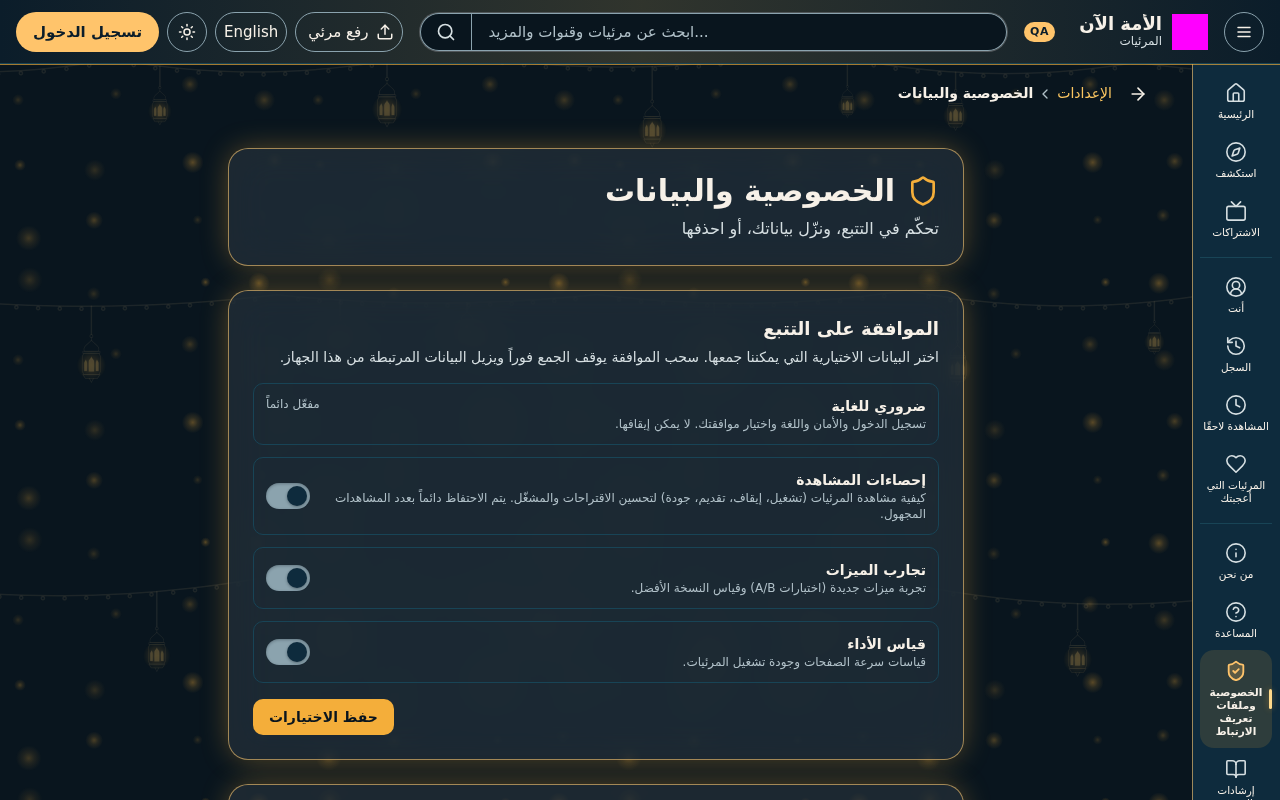 الأمة الآن
المرئيات
QA
ابحث عن مرئيات وقنوات والمزيد...
رفع مرئي
English
تسجيل الدخول
الرئيسية
استكشف
الاشتراكات
أنت
السجل
المشاهدة لاحقًا
المرئيات التي
أعجبتك
من نحن
المساعدة
الخصوصية
وملفات
تعريف
الارتباط
إرشادات
الإعدادات
الخصوصية والبيانات
الخصوصية والبيانات
تحكّم في التتبع، ونزّل بياناتك، أو احذفها
الموافقة على التتبع
اختر البيانات الاختيارية التي يمكننا جمعها. سحب الموافقة يوقف الجمع فوراً ويزيل البيانات المرتبطة من هذا الجهاز.
ضروري للغاية
مفعّل دائماً
تسجيل الدخول والأمان واللغة واختيار موافقتك. لا يمكن إيقافها.
إحصاءات المشاهدة
كيفية مشاهدة المرئيات (تشغيل، إيقاف، تقديم، جودة) لتحسين الاقتراحات والمشغّل. يتم الاحتفاظ دائماً بعدد المشاهدات
المجهول.
تجارب الميزات
تجربة ميزات جديدة (اختبارات A/B) وقياس النسخة الأفضل.
قياس الأداء
قياسات سرعة الصفحات وجودة تشغيل المرئيات.
حفظ الاختيارات